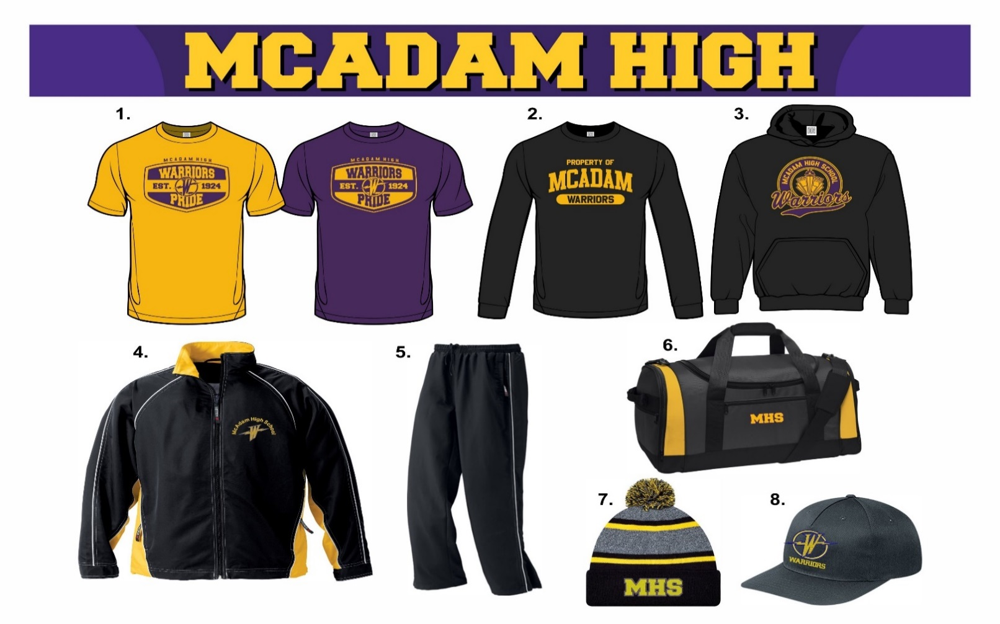 MCADAM HIGH
1.
MCADAM HIGH
WARRIORS
EST. W 1924
PRIDE
MCADAM HIGH
WARRIORS
EST. W 1924
PRIDE
2.
PROPERTY OF
MCADAM
WARRIORS
3.
MCADAM HIGH SCHOOL
Warriors
4.
McAdam High School
W
5.
6.
MHS
7.
MHS
8.
W
WARRIORS